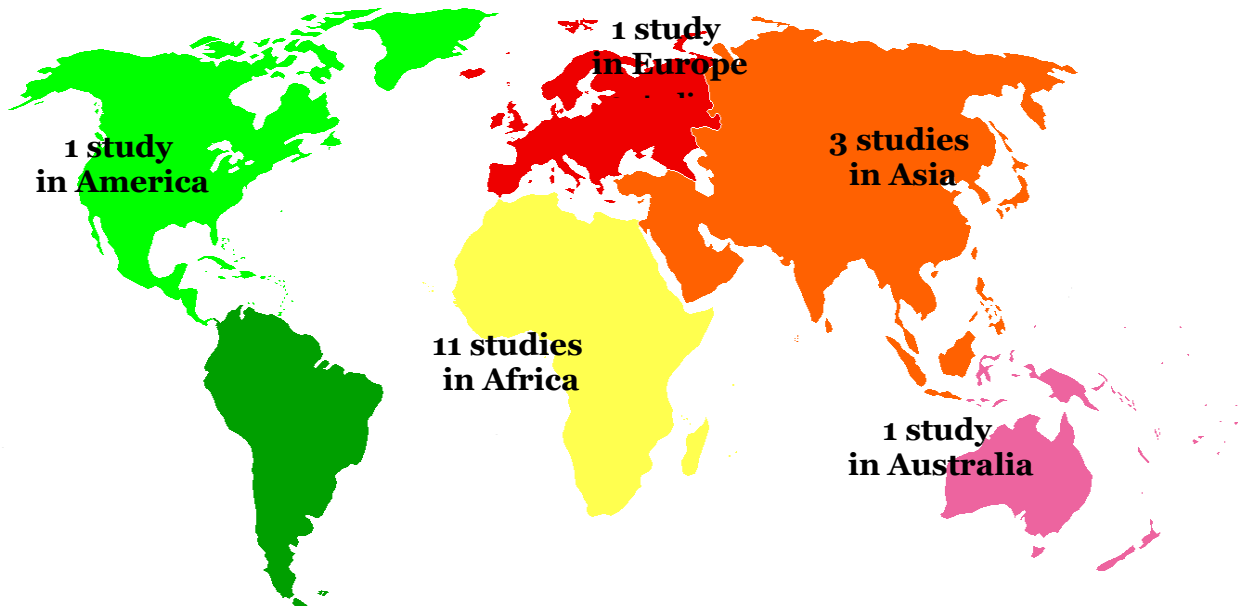 1 study
in Europe
1 study
in America
3 studies
in Asia
11 studies
in Africa
1 study
in Australia